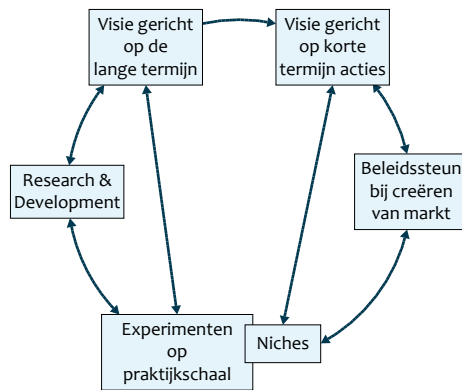 Visie gericht
op de
lange termijn
Visie gericht
op korte
termijn acties
Research &
Development
Beleidssteun
bij creëren
van markt
Experimenten
op
praktijkschaal
Niches